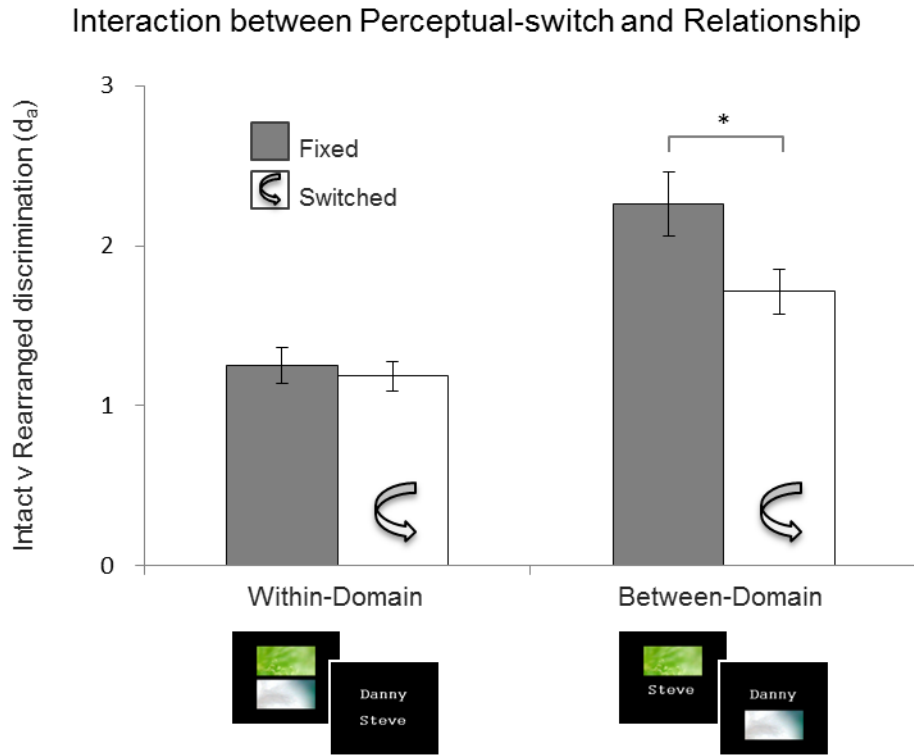 Interaction between Perceptual-switch and Relationship
Intact v Rearranged discrimination (da)
3
2
1
0
Fixed
Switched
*
Within-Domain
Between-Domain
Danny
Steve
Steve
Danny